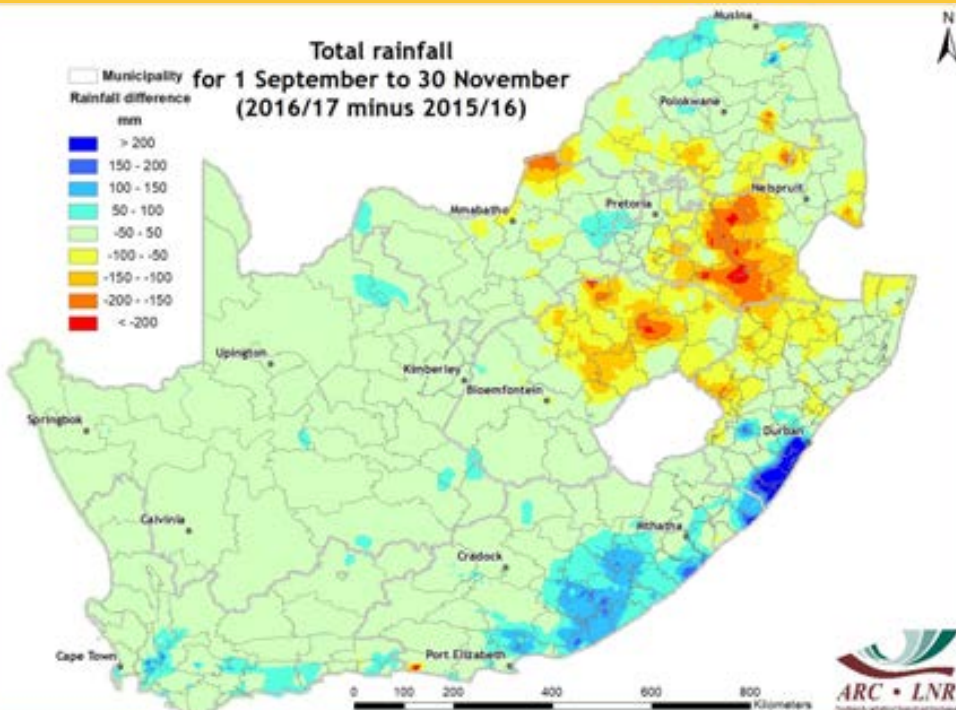 Total rainfall
for 1 September to 30 November
(2016/17 minus 2015/16)
N
Municipality
Rainfall difference
mm
> 200
150 - 200
100 - 150
50 - 100
-50 - 50
-100 - -50
-150 - -100
-200 - -150
< -200
Musina
Polokwane
Nelspruit
Pretoria
Mmabatho
Upington
Kimberley
Bloemfontein
Springbok
Durban
Calvinia
Mthatha
Cradock
Cape Town
Port Elizabeth
0 100 200 400 600 800
Kilometers
ARC • LNR